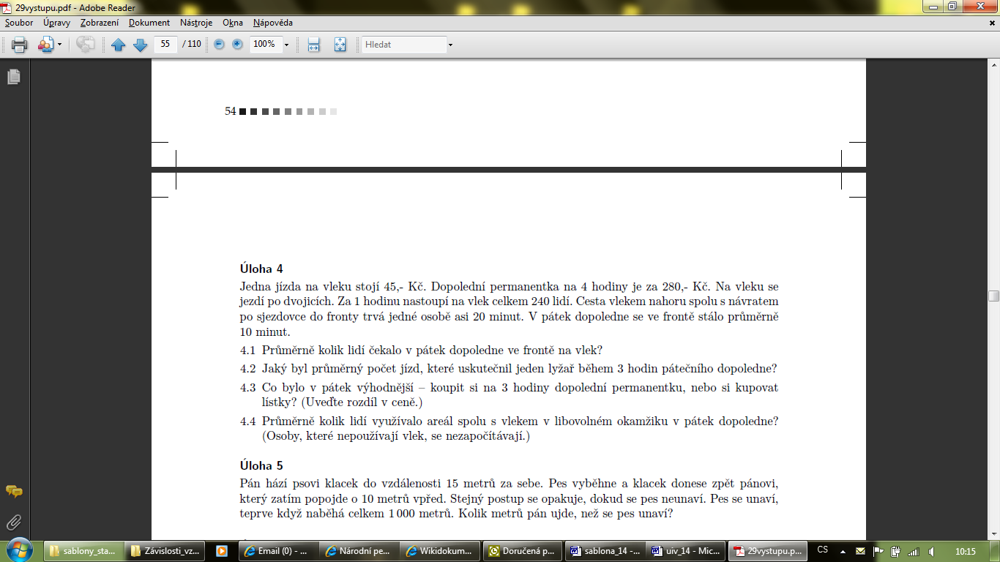 29vystupu.pdf - Adobe Reader
Soubor Úpravy Zobrazení Dokument Nástroje Okna Nápověda
55 / 110 100% Hledat
54
Úloha 4
Jedna jízda na vleku stojí 45,- Kč. Dopolední permanentka na 4 hodiny je za 280,- Kč. Na vleku se
jezdí po dvojicích. Za 1 hodinu nastoupí na vlek celkem 240 lidí. Cesta vlekem nahoru spolu s návratem
po sjezdovce do fronty trvá jedné osobě asi 20 minut. V pátek dopoledne se ve frontě stálo průměrně
10 minut.
4.1 Průměrně kolik lidí čekalo v pátek dopoledne ve frontě na vlek?
4.2 Jaký byl průměrný počet jízd, které uskutečnil jeden lyžař během 3 hodin pátečního dopoledne?
4.3 Co bylo v pátek výhodnější – koupit si na 3 hodiny dopolední permanentku, nebo si kupovat
lístky? (Uveďte rozdíl v ceně.)
4.4 Průměrně kolik lidí využívalo areál spolu s vlekem v libovolném okamžiku v pátek dopoledne?
(Osoby, které nepoužívají vlek, se nezapočítávají.)
Úloha 5
Pán hází psovi klacek do vzdálenosti 15 metrů za sebe. Pes vyběhne a klacek donese zpět pánovi,
který zatím popojde o 10 metrů vpřed. Stejný postup se opakuje, dokud se pes neunaví. Pes se unaví,
teprve když naběhá celkem 1 000 metrů. Kolik metrů pán ujde, než se pes unaví?
sablony_sta... Závislosti_vz... Email (0) - ... Národní pe... Wikidokum... Doručená p... sablona_14 -... uiv_14 - Mic... 29vystupu.p... CS 10:15